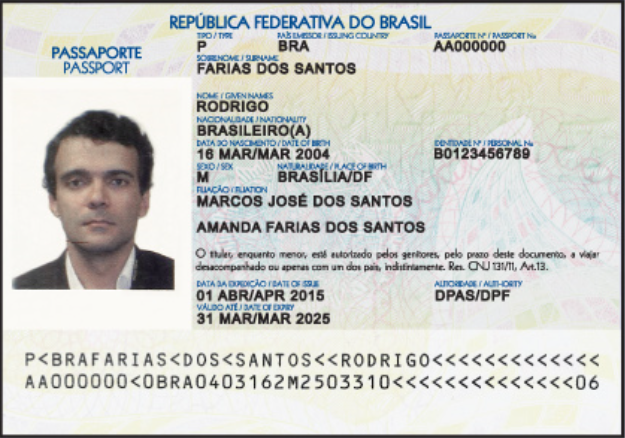 REPÚBLICA FEDERATIVA DO BRASIL
PASSAPORTE
PASSPORT
TIPO / TYPE PAÍS EMISSOR / ISSUING COUNTRY PASSAPORTE Nº / PASSPORT No
P BRA AA000000
SOBRENOME / SURNAME
FARIAS DOS SANTOS
NOME / GIVEN NAMES
RODRIGO
NACIONALIDADE / NATIONALITY
BRASILEIRO(A)
DATA DO NASCIMENTO / DATE OF BIRTH IDENTIDADE Nº / PERSONAL No
16 MAR/MAR 2004 B0123456789
SEXO / SEX NATURALIDADE / PLACE OF BIRTH
M BRASÍLIA/DF
FILIAÇÃO / FILIATION
MARCOS JOSÉ DOS SANTOS
AMANDA FARIAS DOS SANTOS
O titular, enquanto menor, está autorizado pelos genitores, pelo prazo deste documento, a viajar
desacompanhado ou apenas com um dos pais, indistintamente. Res. CNJ 131/11, Art.13.
DATA DA EXPEDIÇÃO / DATE OF ISSUE AUTORIDADE / AUTHORITY
01 ABR/APR 2015 DPAS/DPF
VÁLIDO ATÉ / DATE OF EXPIRY
31 MAR/MAR 2025
P<BRAFARIAS<DOS<SANTOS<<RODRIGO<<<<<<<<<<<<<
AA000000<0BRA0403162M2503310<<<<<<<<<<<<<<06